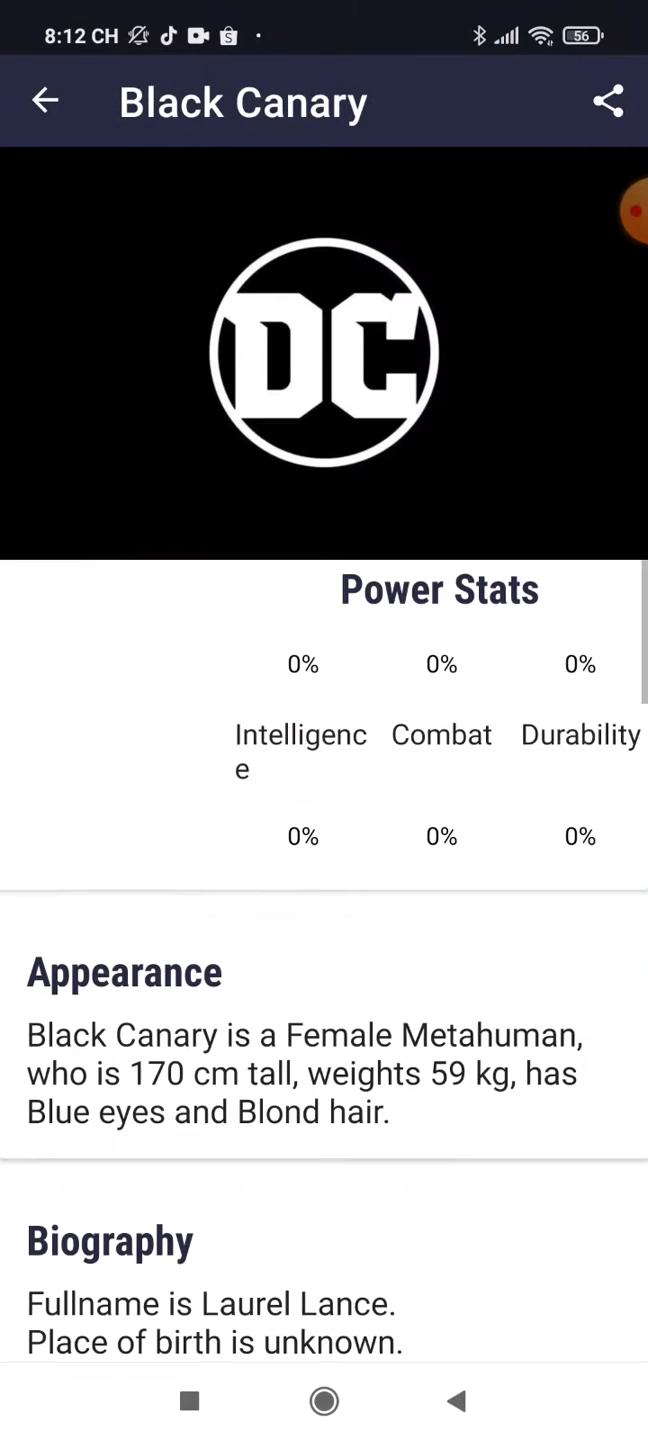 8:12 CH
56
Black Canary
DC
Power Stats
0% 0% 0%
Intelligenc Combat Durability
e
0% 0% 0%
Appearance
Black Canary is a Female Metahuman,
who is 170 cm tall, weights 59 kg, has
Blue eyes and Blond hair.
Biography
Fullname is Laurel Lance.
Place of birth is unknown.